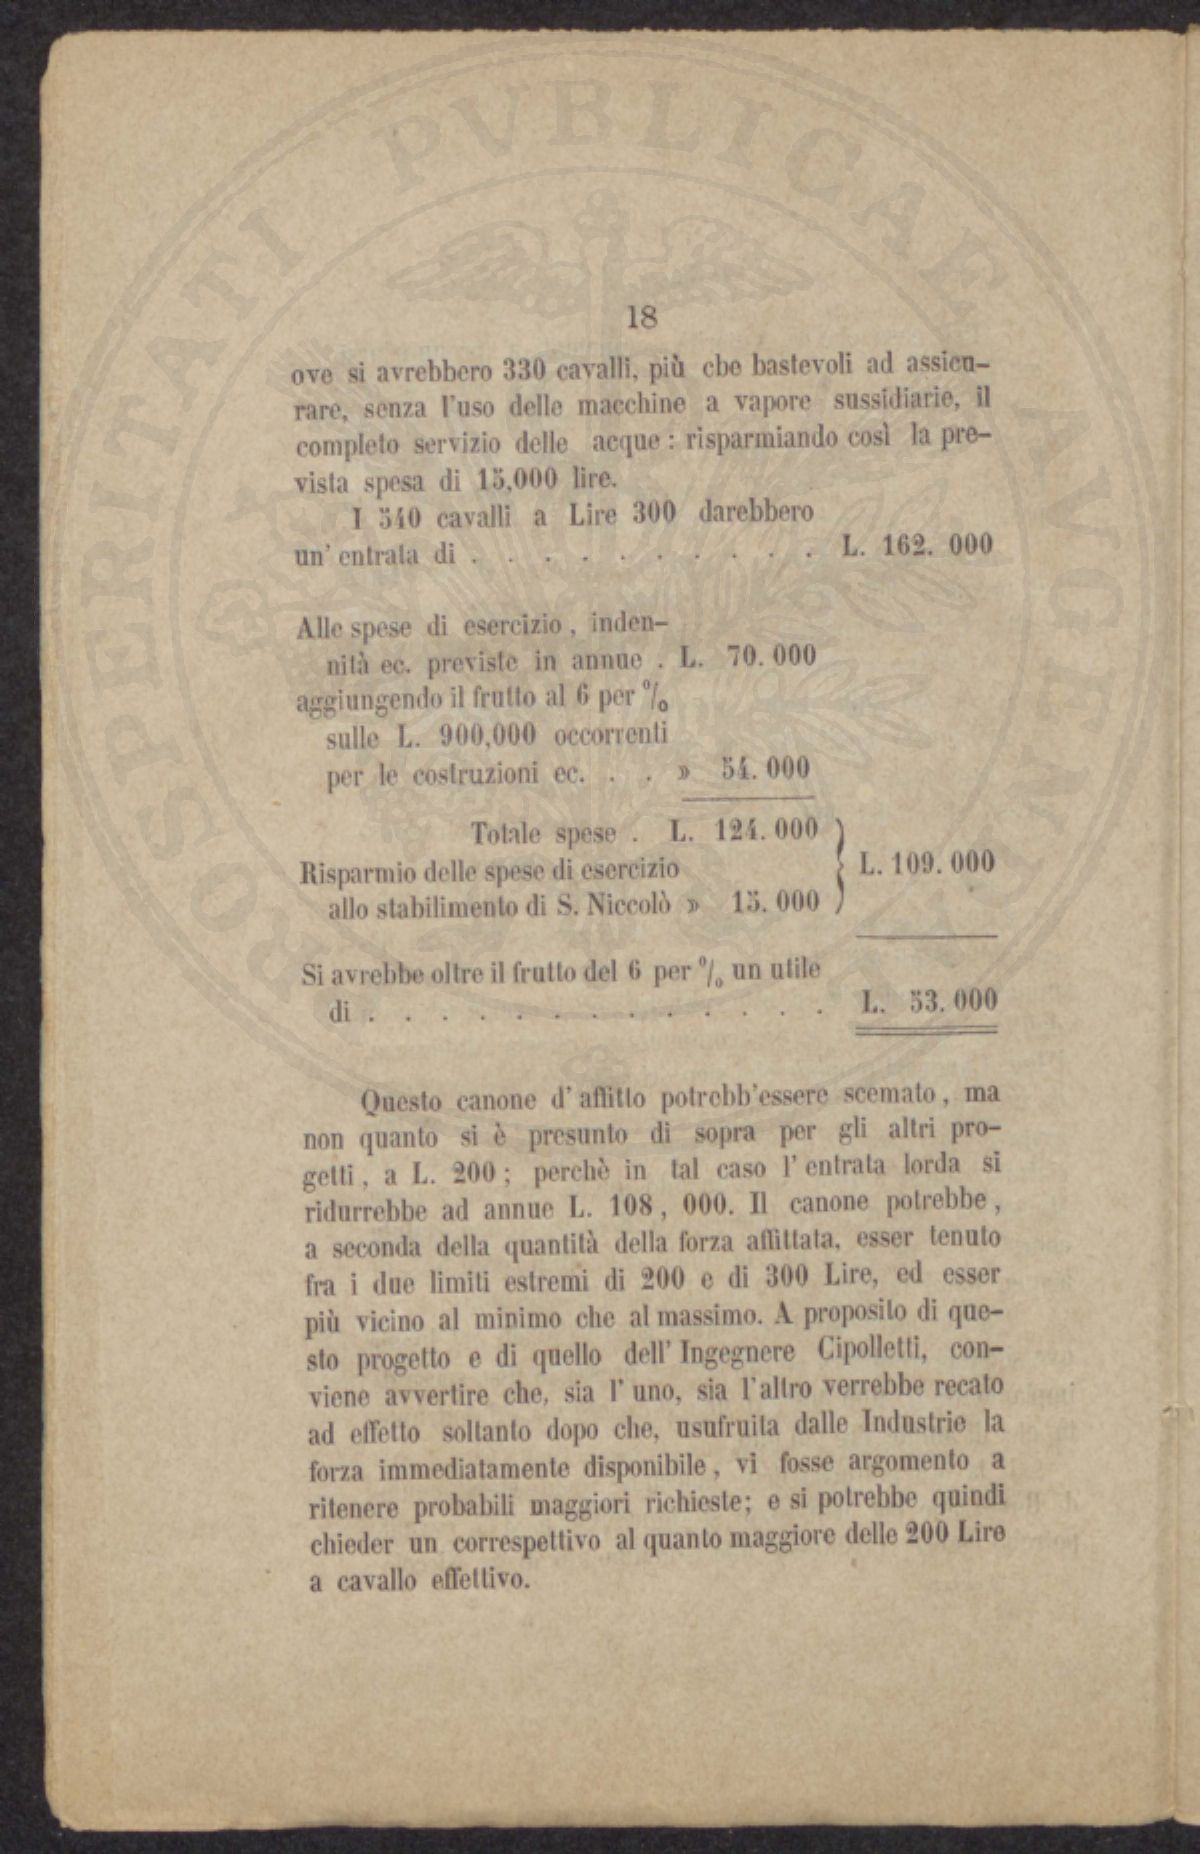 PROSPERITATI PUBLICAE AUGENDAE
18
ove si avrebbero 330 cavalli, più che bastevoli ad assicu-
rare, senza l'uso delle macchine a vapore sussidiarie, il
completo servizio delle acque : risparmiando così la pre-
vista spesa di 15,000 lire.
I 540 cavalli a Lire 300 darebbero
un' entrata di . . . . . . . . . . L. 162. 000
Alle spese di esercizio, inden-
nità ec. previste in annue . L. 70. 000
aggiungendo il frutto al 6 per %
sulle L. 900,000 occorrenti
per le costruzioni ec. . . » 54. 000
Totale spese . L. 124. 000
Risparmio delle spese di esercizio } L. 109. 000
allo stabilimento di S. Niccolò » 15. 000
Si avrebbe oltre il frutto del 6 per % un utile
di . . . . . . . . . . . . . L. 53. 000
Questo canone d' affitto potrebb'essere scemato, ma
non quanto si è presunto di sopra per gli altri pro-
getti, a L. 200 ; perchè in tal caso l' entrata lorda si
ridurrebbe ad annue L. 108, 000. Il canone potrebbe,
a seconda della quantità della forza affittata, esser tenuto
fra i due limiti estremi di 200 e di 300 Lire, ed esser
più vicino al minimo che al massimo. A proposito di que-
sto progetto e di quello dell' Ingegnere Cipolletti, con-
viene avvertire che, sia l' uno, sia l'altro verrebbe recato
ad effetto soltanto dopo che, usufruita dalle Industrie la
forza immediatamente disponibile, vi fosse argomento a
ritenere probabili maggiori richieste; e si potrebbe quindi
chieder un correspettivo al quanto maggiore delle 200 Lire
a cavallo effettivo.